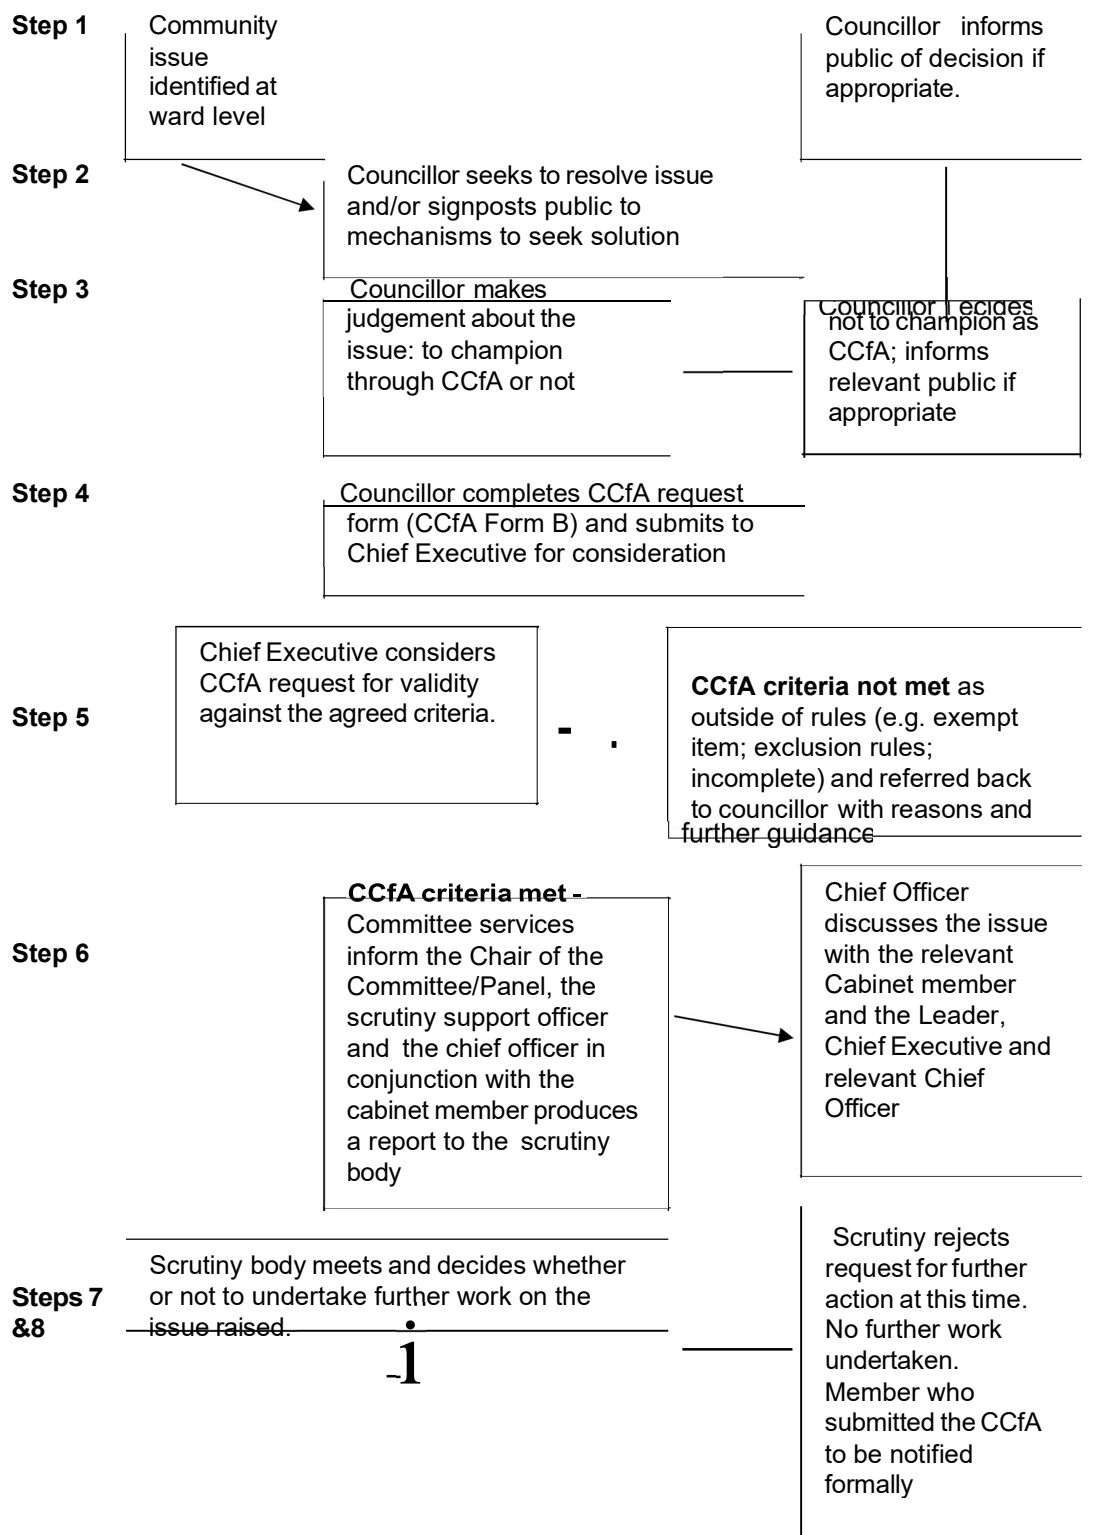 Step 1
Community
issue
identified at
ward level
Councillor informs
public of decision if
appropriate.
Step 2
Councillor seeks to resolve issue
and/or signposts public to
mechanisms to seek solution
Step 3
Councillor makes
judgement about the
issue: to champion
through CCfA or not
Councillor ecides
not to champion as
CCfA; informs
relevant public if
appropriate
Step 4
Councillor completes CCfA request
form (CCfA Form B) and submits to
Chief Executive for consideration
Step 5
Chief Executive considers
CCfA request for validity
against the agreed criteria.
- .
CCfA criteria not met as
outside of rules (e.g. exempt
item; exclusion rules;
incomplete) and referred back
to councillor with reasons and
further guidance
Step 6
CCfA criteria met -
Committee services
inform the Chair of the
Committee/Panel, the
scrutiny support officer
and the chief officer in
conjunction with the
cabinet member produces
a report to the scrutiny
body
Chief Officer
discusses the issue
with the relevant
Cabinet member
and the Leader,
Chief Executive and
relevant Chief
Officer
Steps 7
&8
Scrutiny body meets and decides whether
or not to undertake further work on the
issue raised.
-i
Scrutiny rejects
request for further
action at this time.
No further work
undertaken.
Member who
submitted the CCfA
to be notified
formally